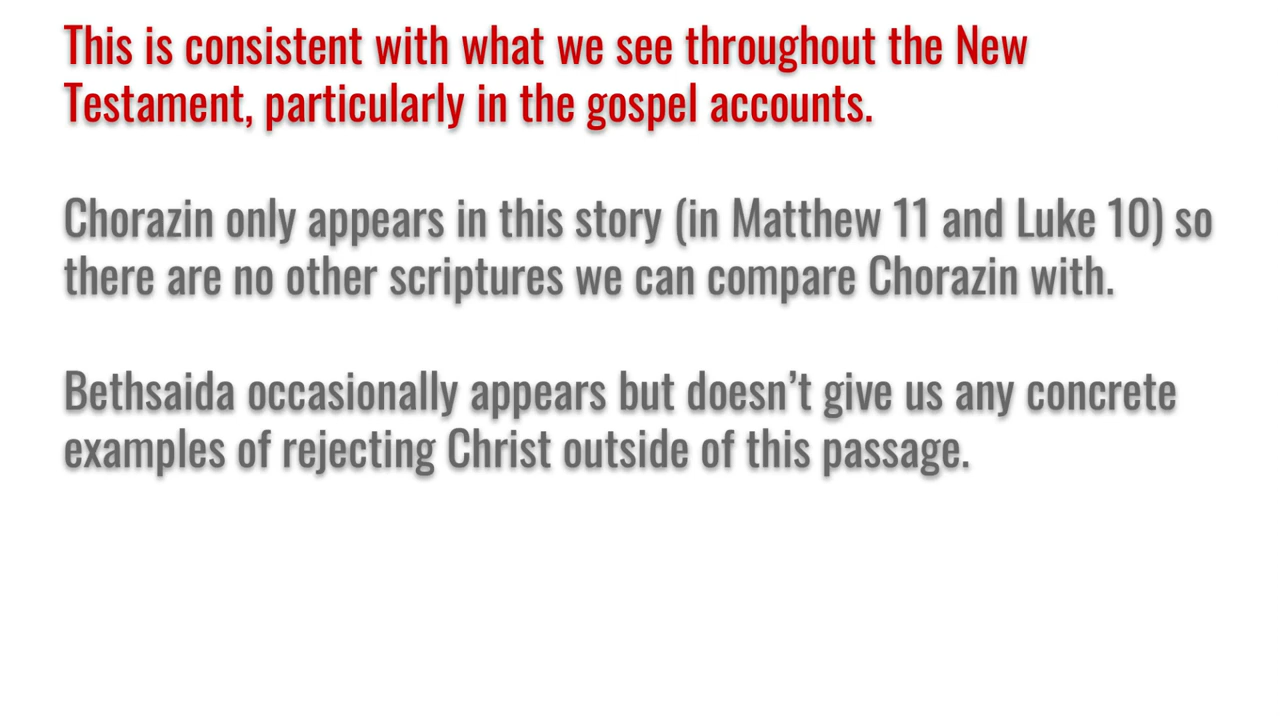 This is consistent with what we see throughout the New
Testament, particularly in the gospel accounts.
Chorazin only appears in this story (in Matthew 11 and Luke 10) so
there are no other scriptures we can compare Chorazin with.
Bethsaida occasionally appears but doesn’t give us any concrete
examples of rejecting Christ outside of this passage.